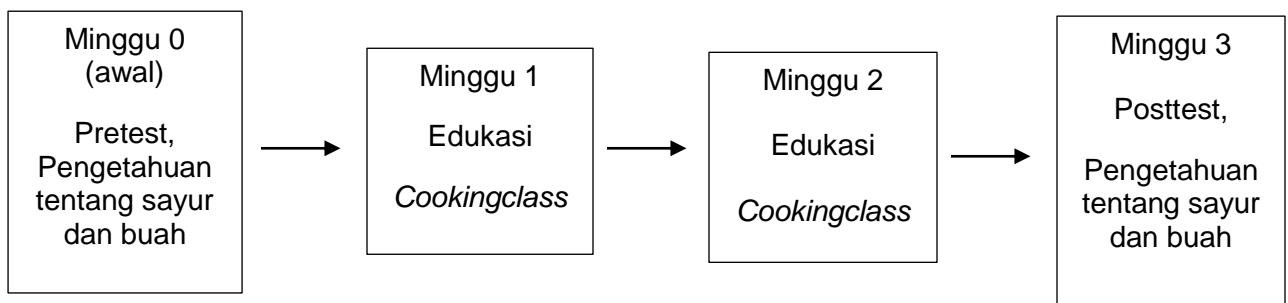 Minggu 0
(awal)
Pretest,
Pengetahuan
tentang sayur
dan buah
Minggu 1
Edukasi
Cookingclass
Minggu 2
Edukasi
Cookingclass
Minggu 3
Posttest,
Pengetahuan
tentang sayur
dan buah